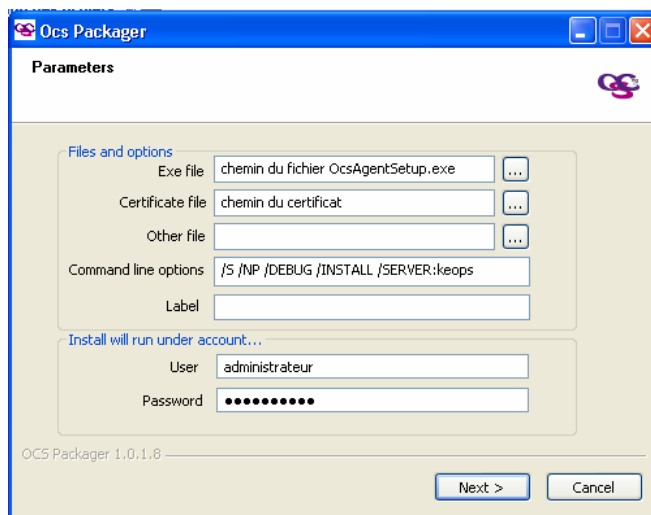 Ocs Packager
Parameters
Files and options
Exe file chemin du fichier OcsAgentSetup.exe ...
Certificate file chemin du certificat ...
Other file ...
Command line options /S /NP /DEBUG /INSTALL /SERVER:keops
Label
Install will run under account...
User administrateur
Password ●●●●●●●●●●
OCS Packager 1.0.1.8
Next > Cancel